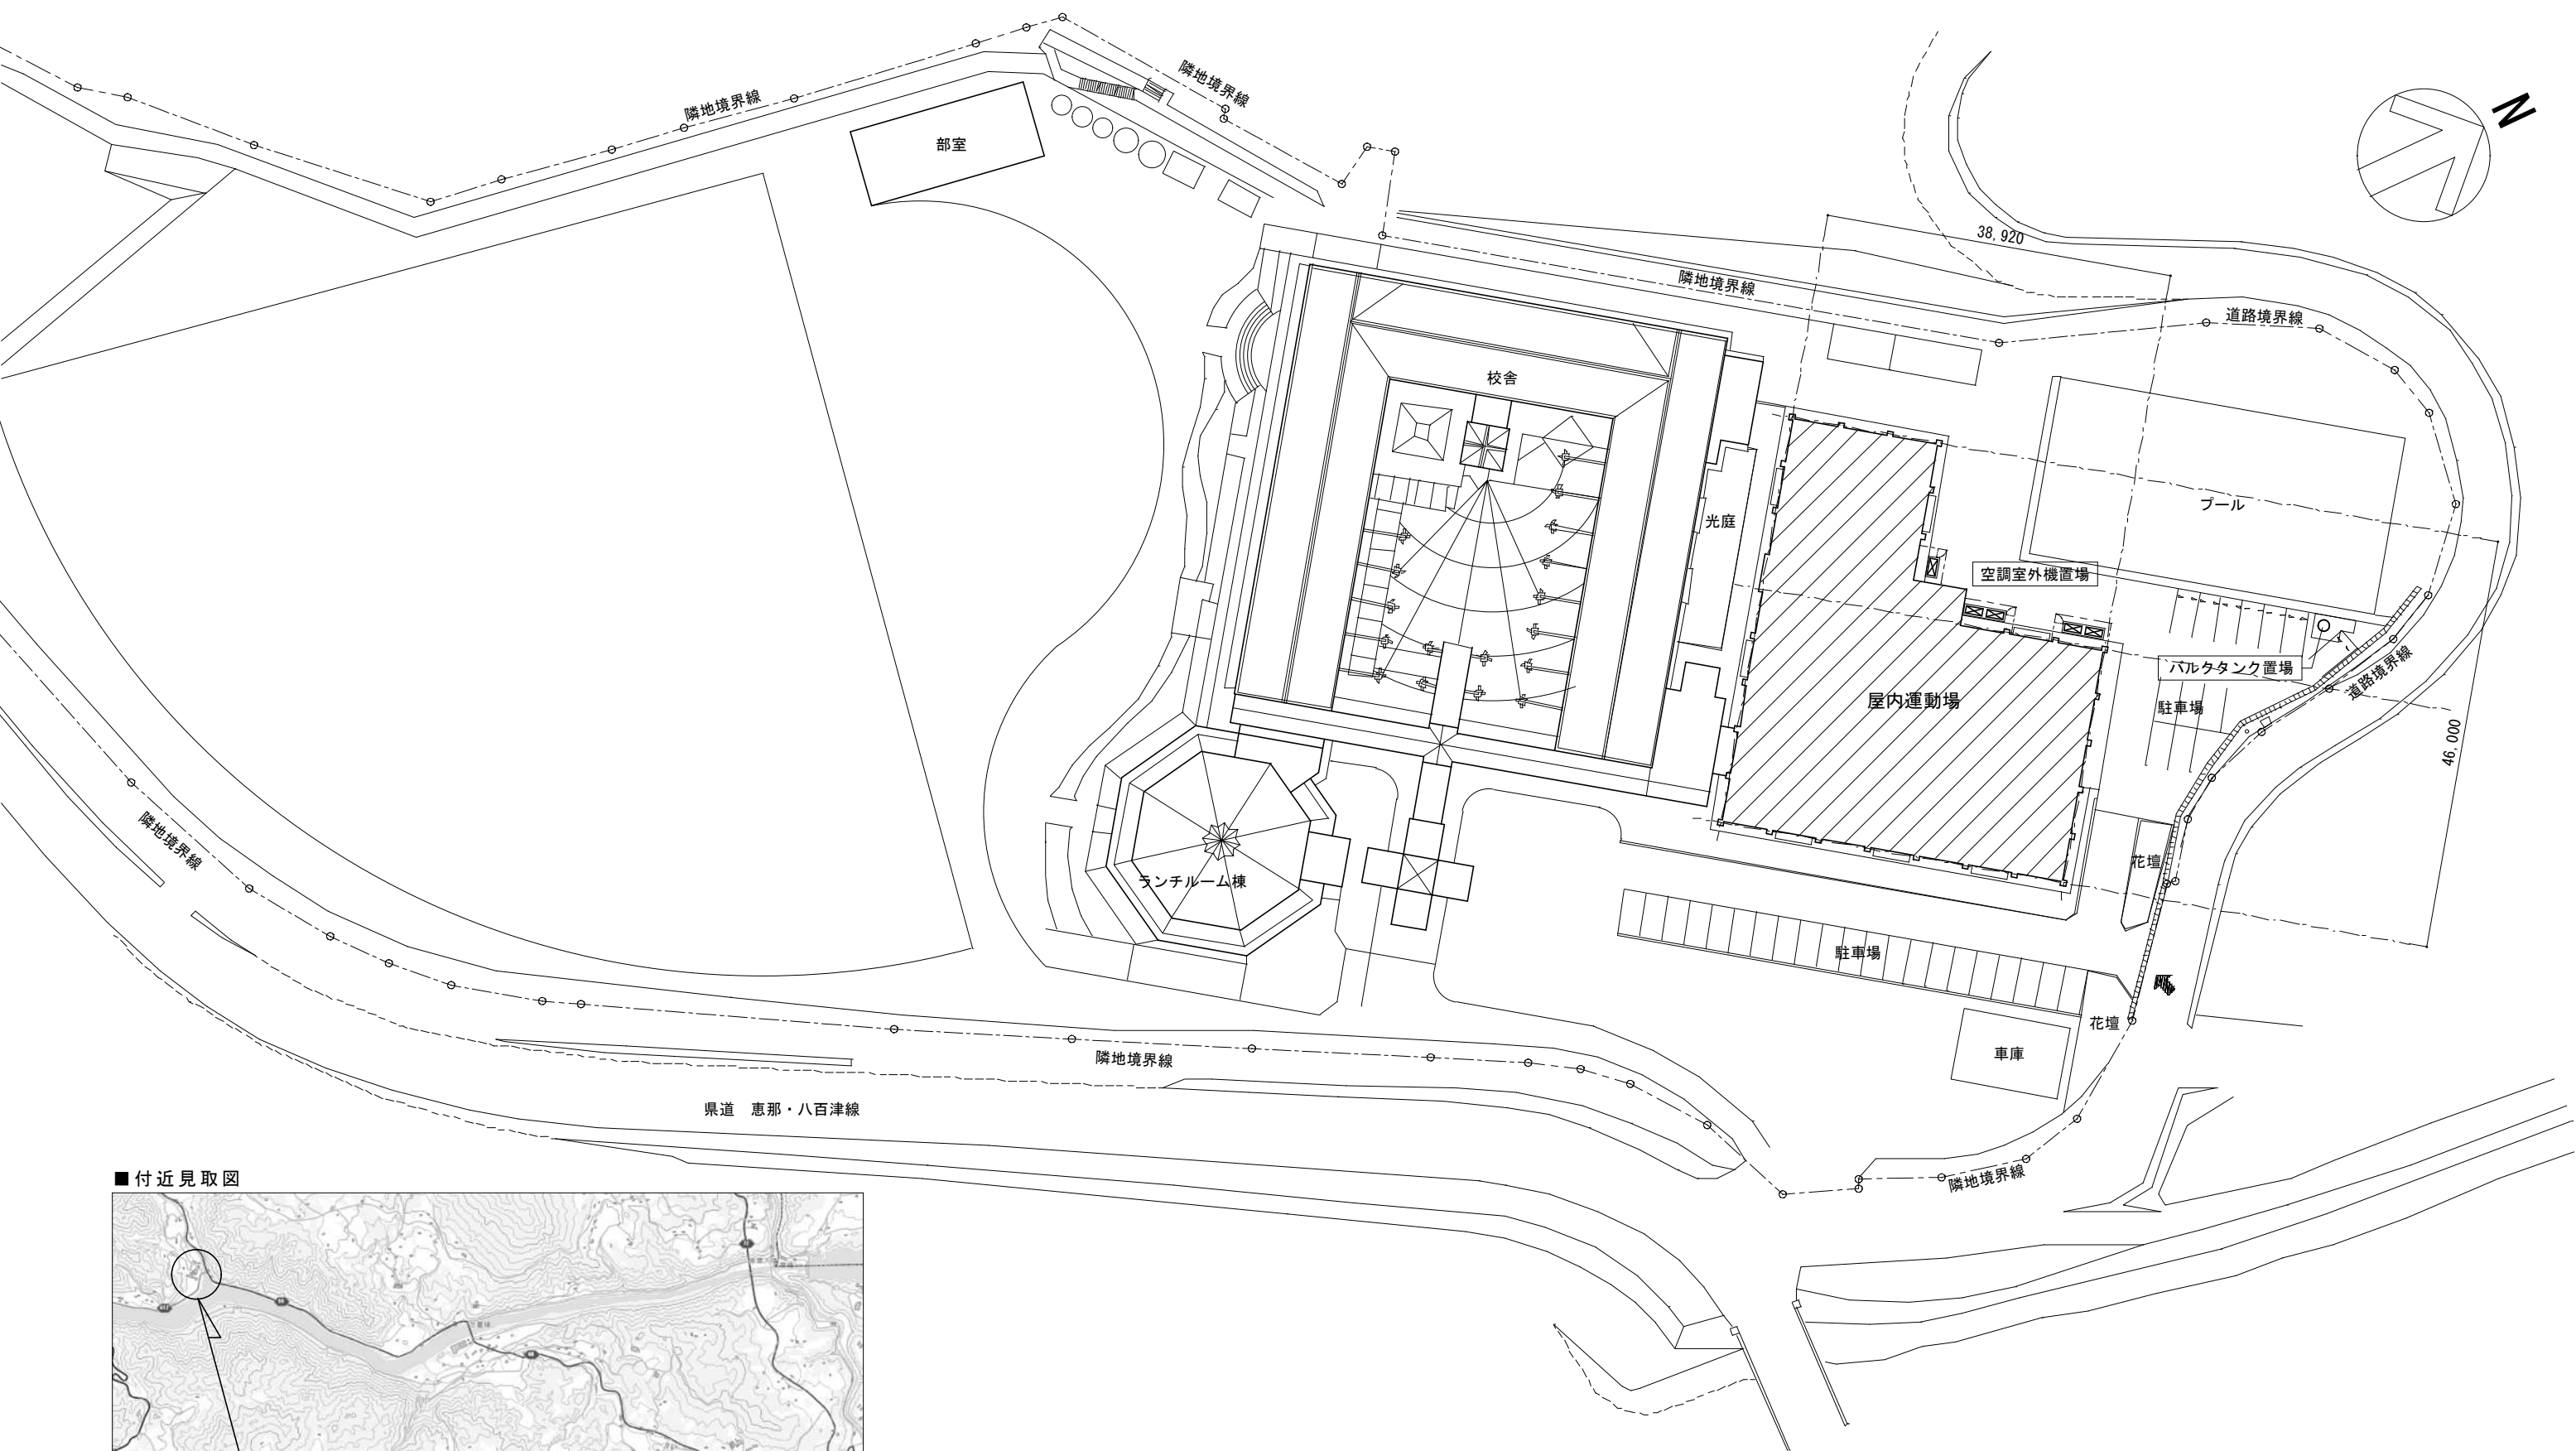 隣地境界線
隣地境界線
N
部室
38,920
隣地境界線
道路境界線
校舎
プール
光庭
空調室外機置場
バルクタンク置場
道路境界線
屋内運動場
駐車場
46,000
隣地境界線
花壇
ランチルーム棟
駐車場
花壇
車庫
隣地境界線
県道 恵那・八百津線
隣地境界線
■付近見取図